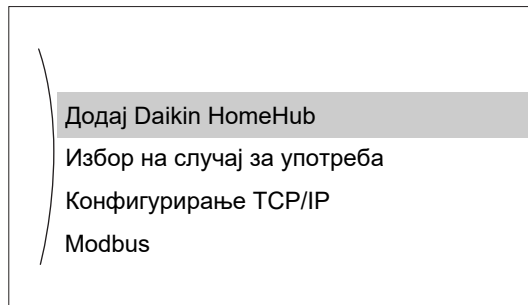 Додај Daikin HomeHub
Избор на случај за употреба
Конфигурирање TCP/IP
Modbus